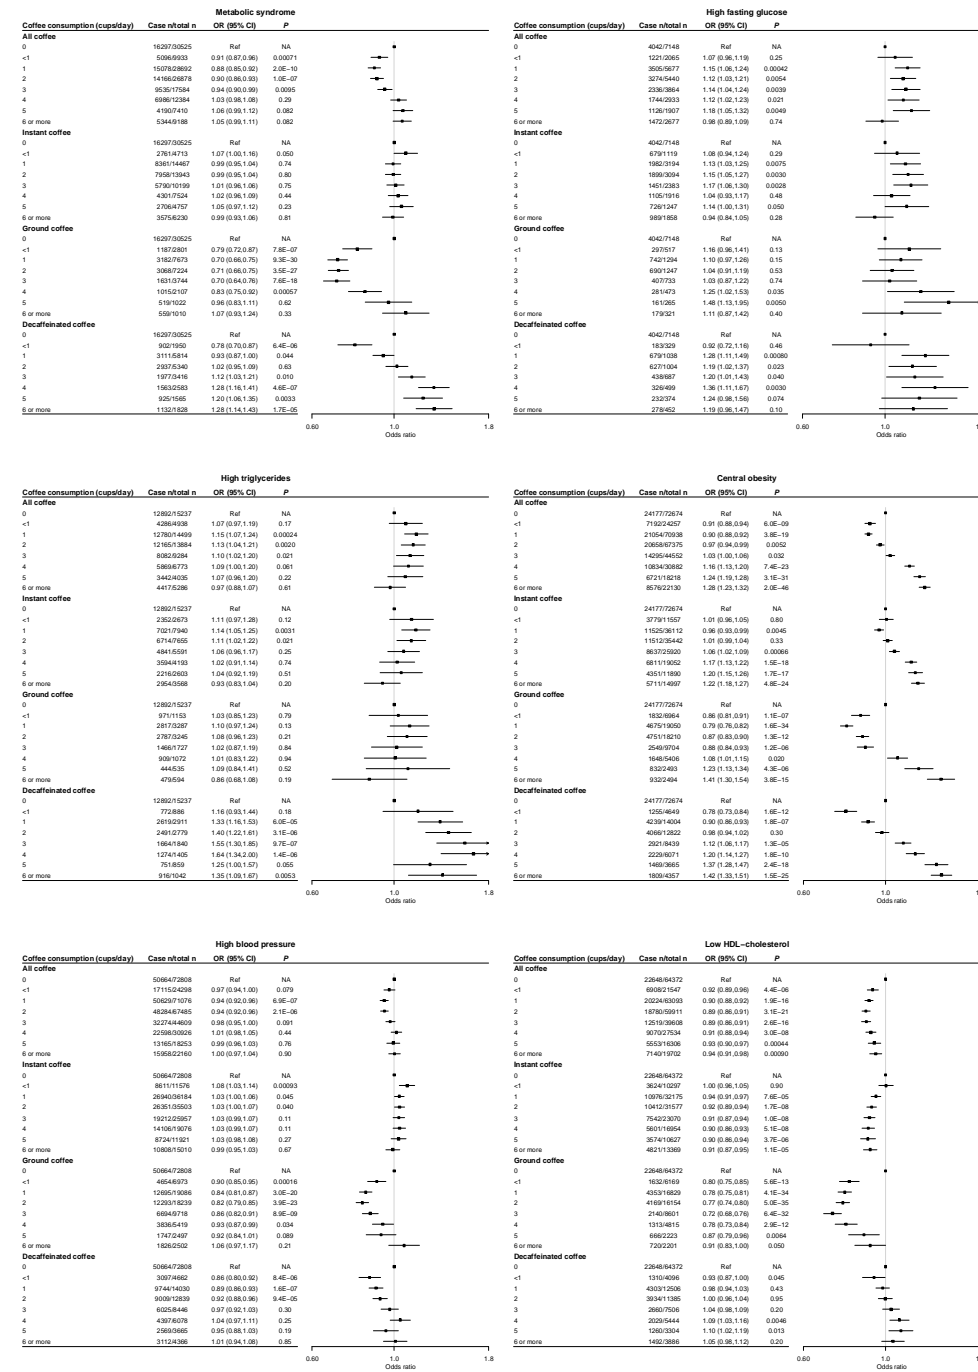 Metabolic syndrome
Coffee consumption (cups/day) Case n/total n OR (95% CI) P
All coffee
0 16297/30525 Ref NA
<1 5096/9933 0.91 (0.87,0.96) 0.00071
1 15078/28692 0.88 (0.85,0.92) 2.0E−10
2 14166/26878 0.90 (0.86,0.93) 1.0E−07
3 9535/17584 0.94 (0.90,0.99) 0.0095
4 6986/12384 1.03 (0.98,1.08) 0.29
5 4190/7410 1.06 (0.99,1.12) 0.082
6 or more 5344/9188 1.05 (0.99,1.11) 0.082
Instant coffee
0 16297/30525 Ref NA
<1 2761/4713 1.07 (1.00,1.16) 0.050
1 8361/14467 0.99 (0.95,1.04) 0.74
2 7958/13943 0.99 (0.95,1.04) 0.80
3 5790/10199 1.01 (0.96,1.06) 0.75
4 4301/7524 1.02 (0.96,1.09) 0.44
5 2706/4757 1.05 (0.97,1.12) 0.23
6 or more 3575/6230 0.99 (0.93,1.06) 0.81
Ground coffee
0 16297/30525 Ref NA
<1 1187/2801 0.79 (0.72,0.87) 7.8E−07
1 3182/7673 0.70 (0.66,0.75) 9.3E−30
2 3068/7224 0.71 (0.66,0.75) 3.5E−27
3 1631/3744 0.70 (0.64,0.76) 7.6E−18
4 1015/2107 0.83 (0.75,0.92) 0.00057
5 519/1022 0.96 (0.83,1.11) 0.62
6 or more 559/1010 1.07 (0.93,1.24) 0.33
Decaffeinated coffee
0 16297/30525 Ref NA
<1 902/1950 0.78 (0.70,0.87) 6.4E−06
1 3111/5814 0.93 (0.87,1.00) 0.044
2 2937/5340 1.02 (0.95,1.09) 0.63
3 1977/3416 1.12 (1.03,1.21) 0.010
4 1563/2583 1.28 (1.16,1.41) 4.6E−07
5 925/1565 1.20 (1.06,1.35) 0.0033
6 or more 1132/1828 1.28 (1.14,1.43) 1.7E−05
0.60 1.0 1.8
Odds ratio
High fasting glucose
Coffee consumption (cups/day) Case n/total n OR (95% CI) P
All coffee
0 4042/7148 Ref NA
<1 1221/2065 1.07 (0.96,1.19) 0.25
1 3505/5677 1.15 (1.06,1.24) 0.00042
2 3274/5440 1.12 (1.03,1.21) 0.0054
3 2336/3864 1.14 (1.04,1.24) 0.0039
4 1744/2933 1.12 (1.02,1.23) 0.021
5 1126/1907 1.18 (1.05,1.32) 0.0049
6 or more 1472/2677 0.98 (0.89,1.09) 0.74
Instant coffee
0 4042/7148 Ref NA
<1 679/1119 1.08 (0.94,1.24) 0.29
1 1982/3194 1.13 (1.03,1.25) 0.0075
2 1899/3094 1.15 (1.05,1.27) 0.0030
3 1451/2383 1.17 (1.06,1.30) 0.0028
4 1105/1916 1.04 (0.93,1.17) 0.48
5 726/1247 1.14 (1.00,1.31) 0.050
6 or more 989/1858 0.94 (0.84,1.05) 0.28
Ground coffee
0 4042/7148 Ref NA
<1 297/517 1.16 (0.96,1.41) 0.13
1 742/1294 1.10 (0.97,1.26) 0.15
2 690/1247 1.04 (0.91,1.19) 0.53
3 407/733 1.03 (0.87,1.22) 0.74
4 281/473 1.25 (1.02,1.53) 0.035
5 161/265 1.48 (1.13,1.95) 0.0050
6 or more 179/321 1.11 (0.87,1.42) 0.40
Decaffeinated coffee
0 4042/7148 Ref NA
<1 183/329 0.92 (0.72,1.16) 0.46
1 679/1038 1.28 (1.11,1.49) 0.00080
2 627/1004 1.19 (1.02,1.37) 0.023
3 438/687 1.20 (1.01,1.43) 0.040
4 326/499 1.36 (1.11,1.67) 0.0030
5 232/374 1.24 (0.98,1.56) 0.074
6 or more 278/452 1.19 (0.96,1.47) 0.10
0.60 1.0
Odds ratio
High triglycerides
Coffee consumption (cups/day) Case n/total n OR (95% CI) P
All coffee
0 12892/15237 Ref NA
<1 4286/4938 1.07 (0.97,1.19) 0.17
1 12780/14499 1.15 (1.07,1.24) 0.00024
2 12165/13884 1.13 (1.04,1.21) 0.0020
3 8082/9284 1.10 (1.02,1.20) 0.021
4 5869/6773 1.09 (1.00,1.20) 0.061
5 3442/4035 1.07 (0.96,1.20) 0.22
6 or more 4417/5286 0.97 (0.88,1.07) 0.61
Instant coffee
0 12892/15237 Ref NA
<1 2352/2673 1.11 (0.97,1.28) 0.12
1 7021/7940 1.14 (1.05,1.25) 0.0031
2 6714/7655 1.11 (1.02,1.22) 0.021
3 4841/5591 1.06 (0.96,1.17) 0.25
4 3594/4193 1.02 (0.91,1.14) 0.74
5 2216/2603 1.04 (0.92,1.19) 0.51
6 or more 2954/3568 0.93 (0.83,1.04) 0.20
Ground coffee
0 12892/15237 Ref NA
<1 971/1153 1.03 (0.85,1.23) 0.79
1 2817/3287 1.10 (0.97,1.24) 0.13
2 2787/3245 1.08 (0.96,1.23) 0.21
3 1466/1727 1.02 (0.87,1.19) 0.84
4 909/1072 1.01 (0.83,1.22) 0.94
5 444/535 1.09 (0.84,1.41) 0.52
6 or more 479/594 0.86 (0.68,1.08) 0.19
Decaffeinated coffee
0 12892/15237 Ref NA
<1 772/886 1.16 (0.93,1.44) 0.18
1 2619/2911 1.33 (1.16,1.53) 6.0E−05
2 2491/2779 1.40 (1.22,1.61) 3.1E−06
3 1664/1840 1.55 (1.30,1.85) 9.7E−07
4 1274/1405 1.64 (1.34,2.00) 1.4E−06
5 751/859 1.25 (1.00,1.57) 0.055
6 or more 916/1042 1.35 (1.09,1.67) 0.0053
0.60 1.0 1.8
Odds ratio
Central obesity
Coffee consumption (cups/day) Case n/total n OR (95% CI) P
All coffee
0 24177/72674 Ref NA
<1 7192/24257 0.91 (0.88,0.94) 6.0E−09
1 21054/70938 0.90 (0.88,0.92) 3.8E−19
2 20658/67375 0.97 (0.94,0.99) 0.0052
3 14295/44552 1.03 (1.00,1.06) 0.032
4 10834/30882 1.16 (1.13,1.20) 7.4E−23
5 6721/18218 1.24 (1.19,1.28) 3.1E−31
6 or more 8576/22130 1.28 (1.23,1.32) 2.0E−46
Instant coffee
0 24177/72674 Ref NA
<1 3779/11557 1.01 (0.96,1.05) 0.80
1 11525/36112 0.96 (0.93,0.99) 0.0045
2 11512/35442 1.01 (0.99,1.04) 0.33
3 8637/25920 1.06 (1.02,1.09) 0.00066
4 6811/19052 1.17 (1.13,1.22) 1.5E−18
5 4351/11890 1.20 (1.15,1.26) 1.7E−17
6 or more 5711/14997 1.22 (1.18,1.27) 4.8E−24
Ground coffee
0 24177/72674 Ref NA
<1 1832/6964 0.86 (0.81,0.91) 1.1E−07
1 4675/19050 0.79 (0.76,0.82) 1.6E−34
2 4751/18210 0.87 (0.83,0.90) 1.3E−12
3 2549/9704 0.88 (0.84,0.93) 1.2E−06
4 1648/5406 1.08 (1.01,1.15) 0.020
5 832/2493 1.23 (1.13,1.34) 4.3E−06
6 or more 932/2494 1.41 (1.30,1.54) 3.8E−15
Decaffeinated coffee
0 24177/72674 Ref NA
<1 1255/4649 0.78 (0.73,0.84) 1.6E−12
1 4239/14004 0.90 (0.86,0.93) 1.8E−07
2 4066/12822 0.98 (0.94,1.02) 0.30
3 2921/8439 1.12 (1.06,1.17) 1.3E−05
4 2229/6071 1.20 (1.14,1.27) 1.8E−10
5 1469/3665 1.37 (1.28,1.47) 2.4E−18
6 or more 1809/4357 1.42 (1.33,1.51) 1.5E−25
0.60 1.0
Odds ratio
High blood pressure
Coffee consumption (cups/day) Case n/total n OR (95% CI) P
All coffee
0 50664/72808 Ref NA
<1 17115/24298 0.97 (0.94,1.00) 0.079
1 50629/71076 0.94 (0.92,0.96) 6.9E−07
2 48284/67485 0.94 (0.92,0.96) 2.1E−06
3 32274/44609 0.98 (0.95,1.00) 0.091
4 22598/30926 1.01 (0.98,1.05) 0.44
5 13165/18253 0.99 (0.96,1.03) 0.76
6 or more 15958/22160 1.00 (0.97,1.04) 0.90
Instant coffee
0 50664/72808 Ref NA
<1 8611/11576 1.08 (1.03,1.14) 0.00093
1 26940/36184 1.03 (1.00,1.06) 0.045
2 26351/35503 1.03 (1.00,1.07) 0.040
3 19212/25957 1.03 (0.99,1.07) 0.11
4 14106/19076 1.03 (0.99,1.07) 0.11
5 8724/11921 1.03 (0.98,1.08) 0.27
6 or more 10808/15010 0.99 (0.95,1.03) 0.67
Ground coffee
0 50664/72808 Ref NA
<1 4654/6973 0.90 (0.85,0.95) 0.00016
1 12695/19086 0.84 (0.81,0.87) 3.0E−20
2 12293/18239 0.82 (0.79,0.85) 3.9E−23
3 6694/9718 0.86 (0.82,0.91) 8.9E−09
4 3836/5419 0.93 (0.87,0.99) 0.034
5 1747/2497 0.92 (0.84,1.01) 0.089
6 or more 1826/2502 1.06 (0.97,1.17) 0.21
Decaffeinated coffee
0 50664/72808 Ref NA
<1 3097/4662 0.86 (0.80,0.92) 8.4E−06
1 9744/14030 0.89 (0.86,0.93) 1.6E−07
2 9009/12839 0.92 (0.88,0.96) 9.4E−05
3 6025/8446 0.97 (0.92,1.03) 0.30
4 4397/6078 1.04 (0.97,1.11) 0.25
5 2569/3665 0.95 (0.88,1.03) 0.19
6 or more 3112/4366 1.01 (0.94,1.08) 0.85
0.60 1.0 1.8
Odds ratio
Low HDL−cholesterol
Coffee consumption (cups/day) Case n/total n OR (95% CI) P
All coffee
0 22648/64372 Ref NA
<1 6908/21547 0.92 (0.89,0.96) 4.4E−06
1 20224/63093 0.90 (0.88,0.92) 1.9E−16
2 18780/59911 0.89 (0.86,0.91) 3.1E−21
3 12519/39608 0.89 (0.86,0.91) 2.6E−16
4 9070/27534 0.91 (0.88,0.94) 3.0E−08
5 5553/16306 0.93 (0.90,0.97) 0.00044
6 or more 7140/19702 0.94 (0.91,0.98) 0.00090
Instant coffee
0 22648/64372 Ref NA
<1 3624/10297 1.00 (0.96,1.05) 0.90
1 10976/32175 0.94 (0.91,0.97) 7.6E−05
2 10412/31577 0.92 (0.89,0.94) 1.7E−08
3 7542/23070 0.91 (0.87,0.94) 1.0E−08
4 5601/16954 0.90 (0.86,0.93) 5.1E−08
5 3574/10627 0.90 (0.86,0.94) 3.7E−06
6 or more 4821/13369 0.91 (0.87,0.95) 1.1E−05
Ground coffee
0 22648/64372 Ref NA
<1 1632/6169 0.80 (0.75,0.85) 5.6E−13
1 4353/16829 0.78 (0.75,0.81) 4.1E−34
2 4169/16154 0.77 (0.74,0.80) 5.0E−35
3 2140/8601 0.72 (0.68,0.76) 6.4E−32
4 1313/4815 0.78 (0.73,0.84) 2.9E−12
5 666/2223 0.87 (0.79,0.96) 0.0064
6 or more 720/2201 0.91 (0.83,1.00) 0.050
Decaffeinated coffee
0 22648/64372 Ref NA
<1 1310/4096 0.93 (0.87,1.00) 0.045
1 4303/12506 0.98 (0.94,1.03) 0.43
2 3934/11385 1.00 (0.96,1.04) 0.95
3 2660/7506 1.04 (0.98,1.09) 0.20
4 2029/5444 1.09 (1.03,1.16) 0.0046
5 1260/3304 1.10 (1.02,1.19) 0.013
6 or more 1492/3886 1.05 (0.98,1.12) 0.20
0.60 1.0
Odds ratio